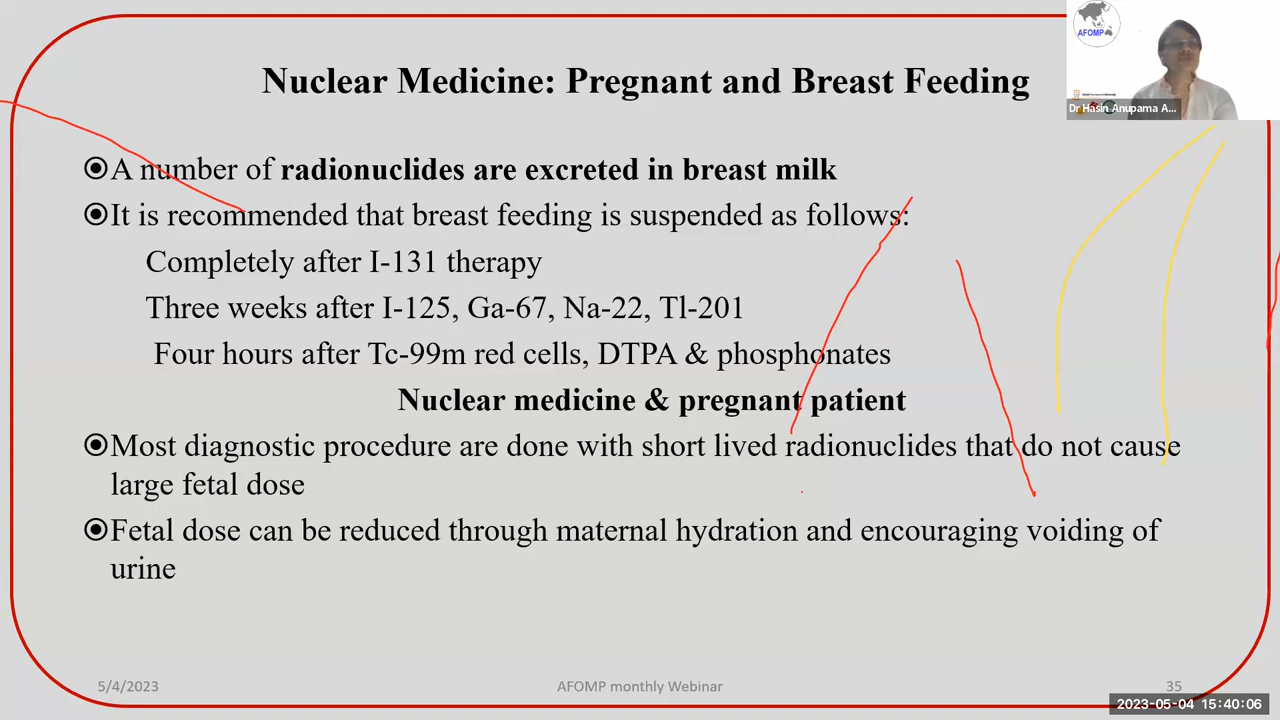 AFOMP
Dr Hasin Anupama A...
Nuclear Medicine: Pregnant and Breast Feeding
A number of radionuclides are excreted in breast milk
It is recommended that breast feeding is suspended as follows:
Completely after I-131 therapy
Three weeks after I-125, Ga-67, Na-22, Tl-201
Four hours after Tc-99m red cells, DTPA & phosphonates
Nuclear medicine & pregnant patient
Most diagnostic procedure are done with short lived radionuclides that do not cause
large fetal dose
Fetal dose can be reduced through maternal hydration and encouraging voiding of
urine
5/4/2023
AFOMP monthly Webinar
35
2023-05-04 15:40:06